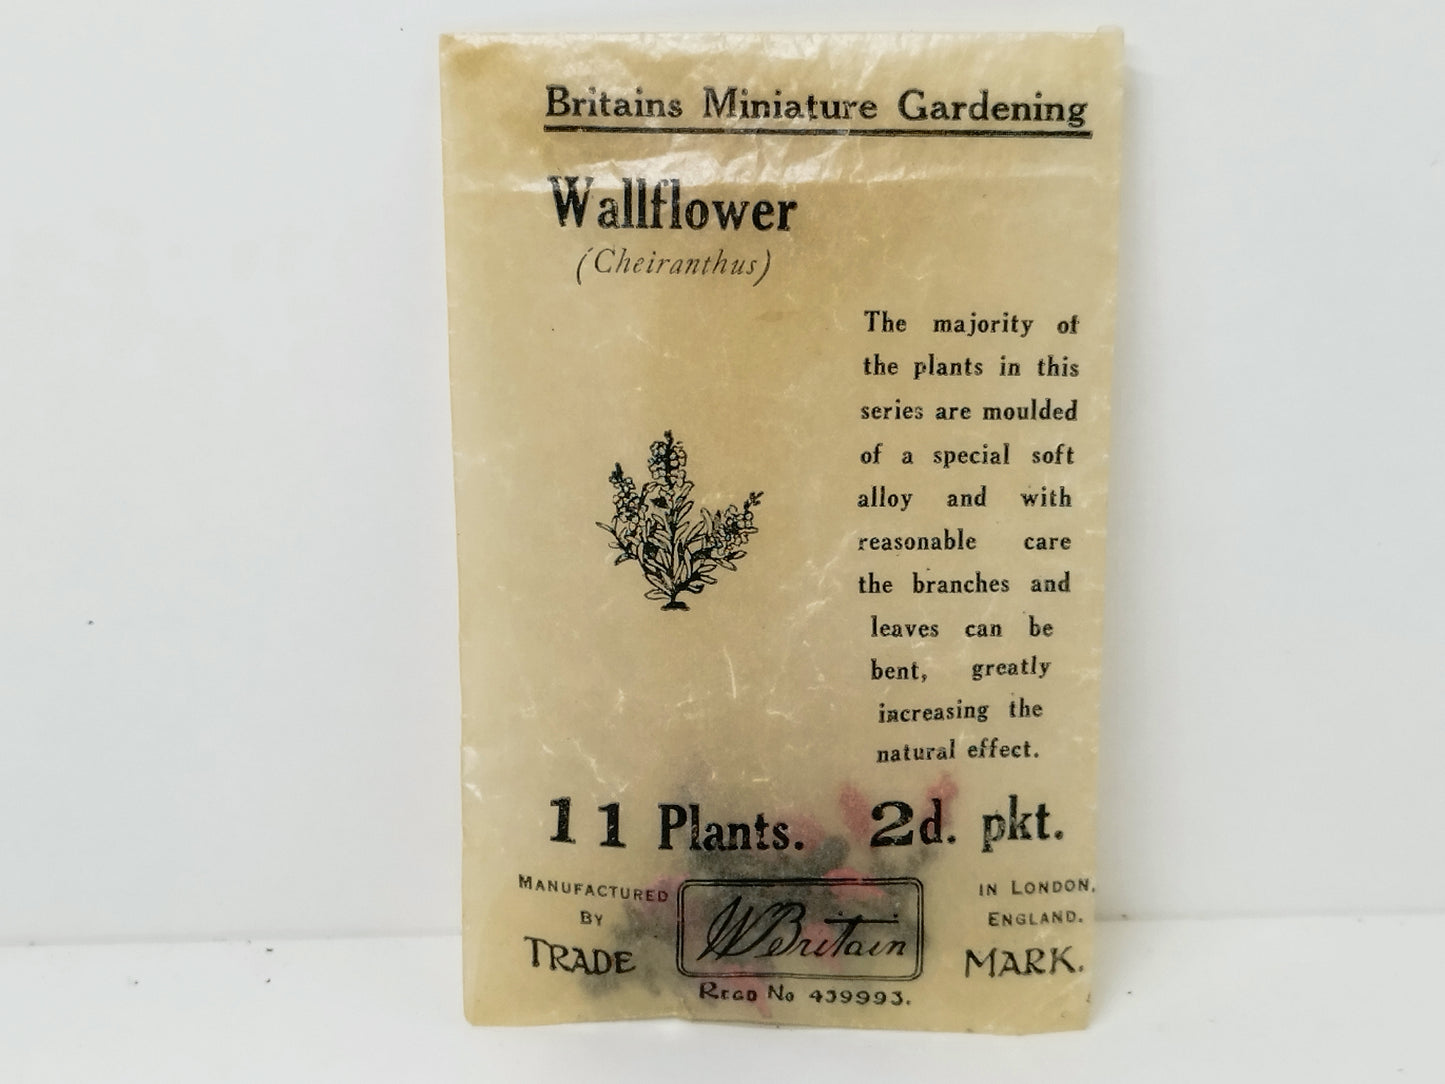 Britains Miniature Gardening
Wallflower
(Cheiranthus)
The majority of
the plants in this
series are moulded
of a special soft
alloy and with
reasonable care
the branches and
leaves can be
bent, greatly
increasing the
natural effect.
11 Plants. 2d. pkt.
MANUFACTURED
BY
TRADE
W Britain
REGD No 439993.
IN LONDON,
ENGLAND.
MARK.